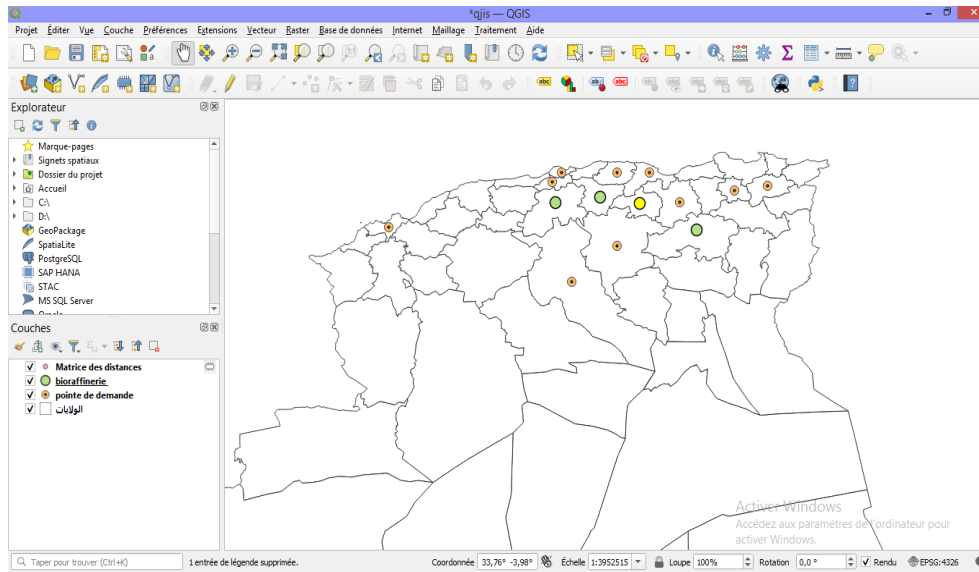 *qjis — QGIS
Projet Éditer Vue Couche Préférences Extensions Vecteur Raster Base de données Internet Maillage Traitement Aide
abc
abc
Explorateur
Marque-pages
Signets spatiaux
Dossier du projet
Accueil
C:\
D:\
GeoPackage
SpatiaLite
PostgreSQL
SAP HANA
STAC
MS SQL Server
Couches
Matrice des distances
bioraffinerie
pointe de demande
الولايات
Activer Windows
Accédez aux paramètres de l'ordinateur pour
activer Windows.
Taper pour trouver (Ctrl+K) 1 entrée de légende supprimée. Coordonnée 33,76° -3,98° Échelle 1:3952515 Loupe 100% Rotation 0,0 ° Rendu EPSG:4326